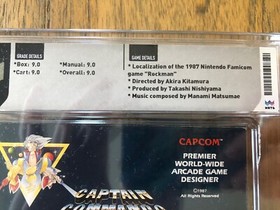 GRADE DETAILS
*Box: 9.0
*Manual: 9.0
*Cart: 9.0
*Overall: 9.0
GAME DETAILS
* Localization of the 1987 Nintendo Famicom
game "Rockman"
* Directed by Akira Kitamura
* Produced by Takashi Nishiyama
* Music composed by Manami Matsumae
WATA
CAPTAIN
COMMANDO
CAPCOM
PREMIER
WORLD-WIDE
ARCADE GAME
DESIGNER
©1987
All Rights Reserved